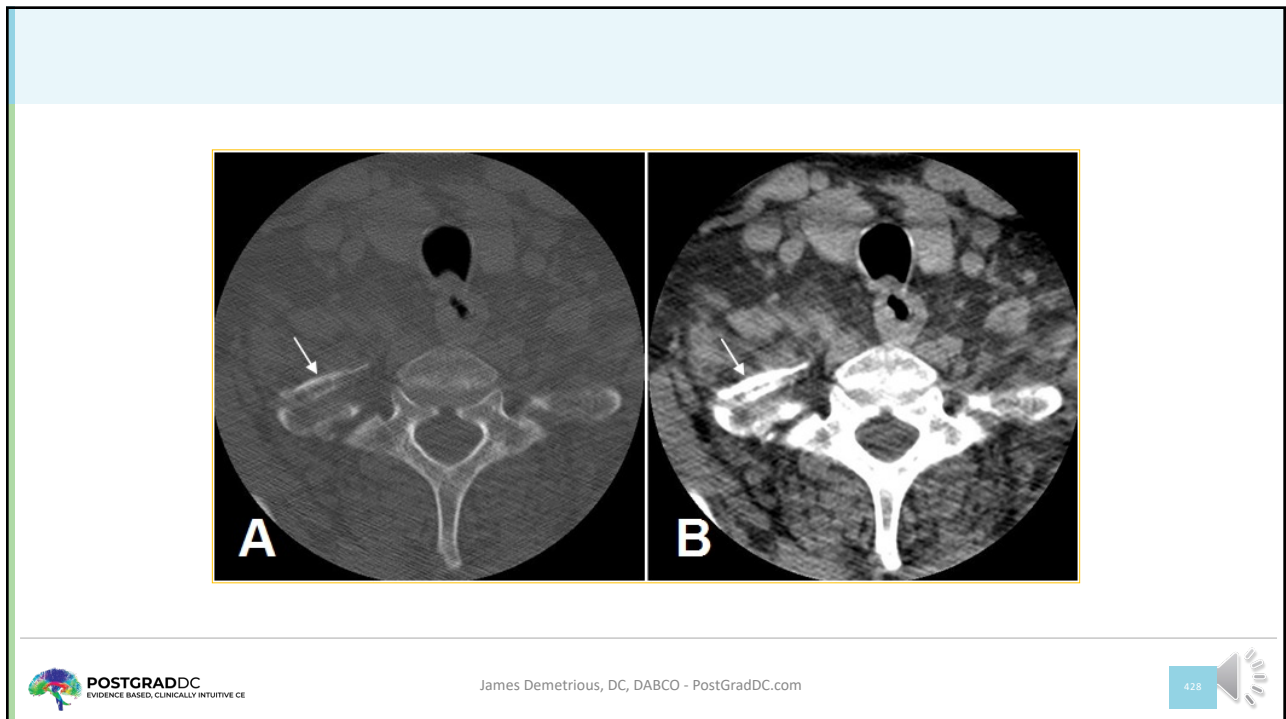 A
B
POSTGRADDC
EVIDENCE BASED, CLINICALLY INTUITIVE CE
James Demetrious, DC, DABCO - PostGradDC.com
428